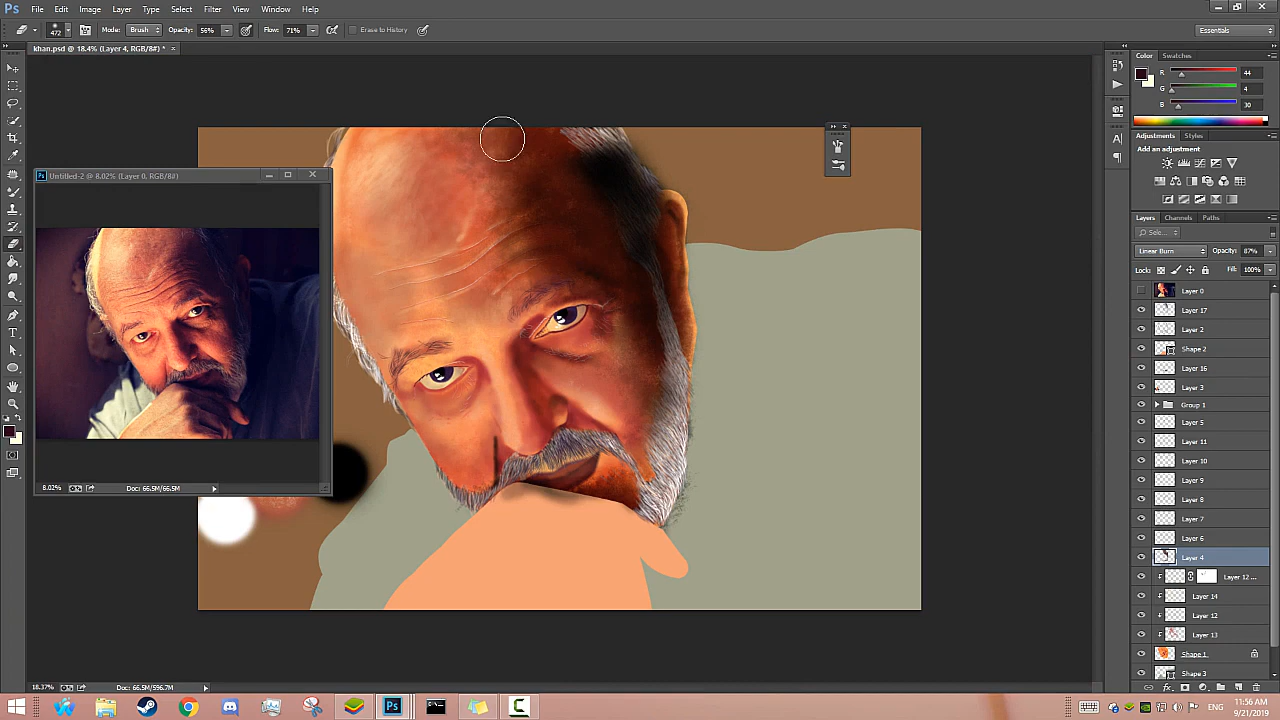 Ps File Edit Image Layer Type Select Filter View Window Help
472 Mode: Brush Opacity: 56% Flow: 71% Erase to History Essentials
khan.psd @ 18.4% (Layer 4, RGB/8#) * ×
Color Swatches
R 44
G 4
B 30
Adjustments Styles
Add an adjustment
Untitled-2 @ 8.02% (Layer 0, RGB/8#)
Layers Channels Paths
Sele...
Linear Burn Opacity: 87%
Lock: Fill: 100%
Layer 0
Layer 17
Layer 2
Shape 2
Layer 16
Layer 3
Group 1
Layer 5
Layer 11
Layer 10
Layer 9
Layer 8
Layer 7
Layer 6
Layer 4
Layer 12 ...
Layer 14
Layer 12
Layer 13
Shape 1
Shape 3
8.02% Doc: 66.5M/66.5M
18.37% Doc: 66.5M/596.7M
ENG 11:56 AM
9/21/2019